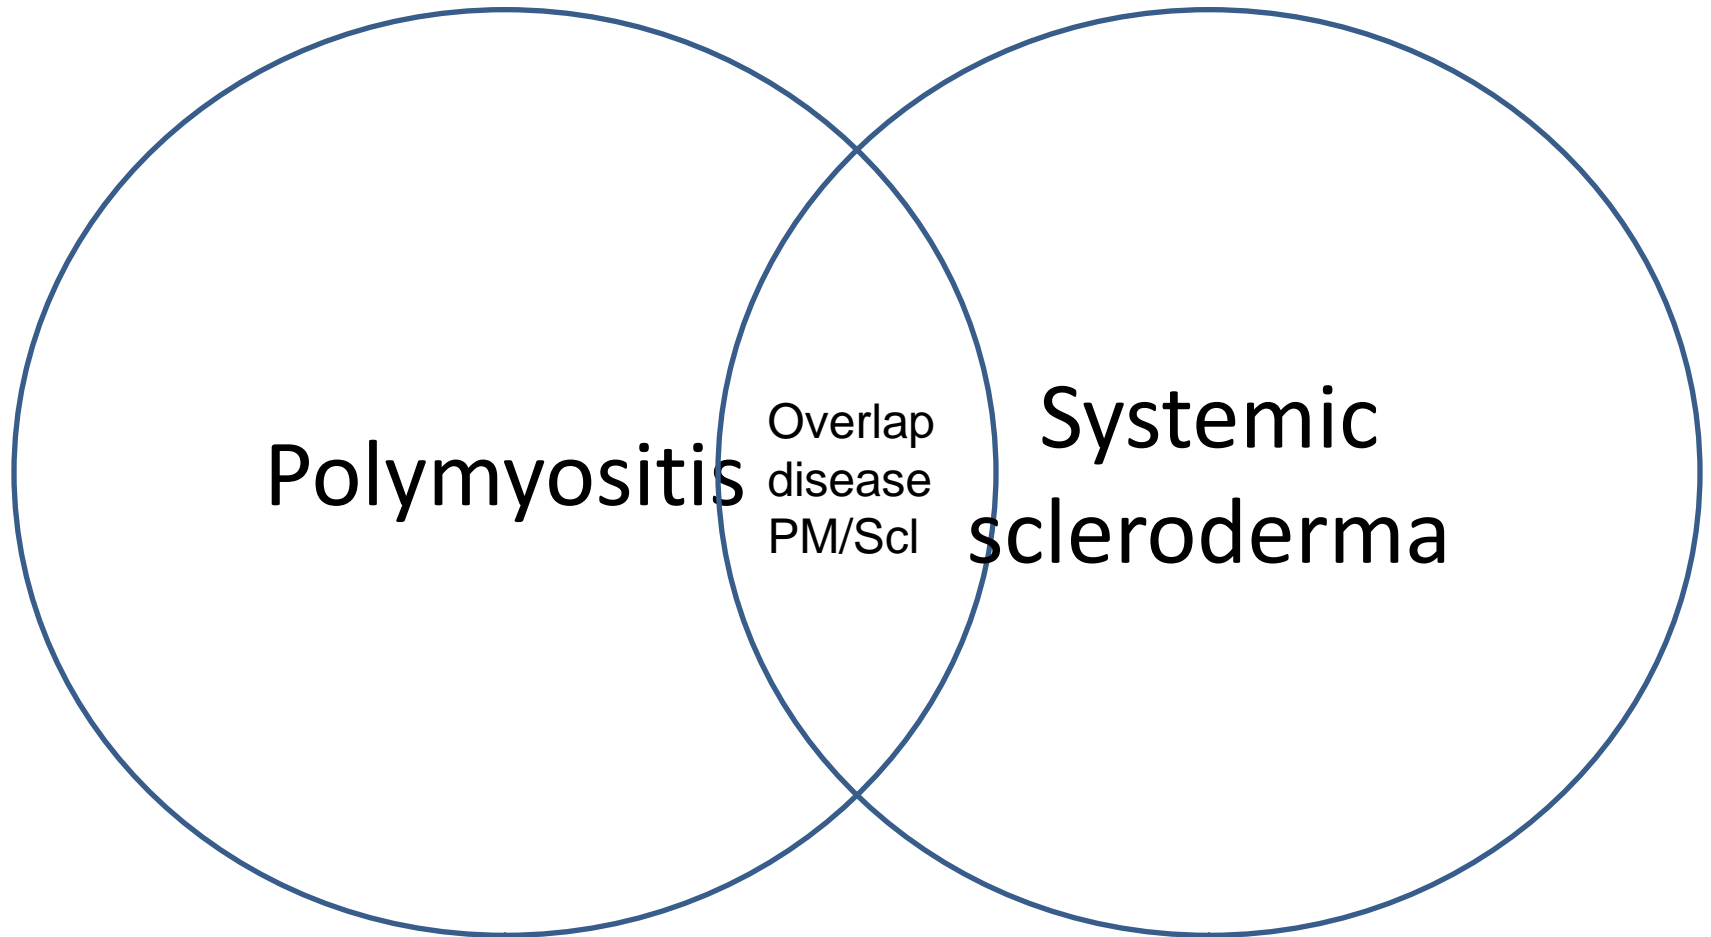 Polymyositis
Overlap
disease
PM/Scl
Systemic
scleroderma